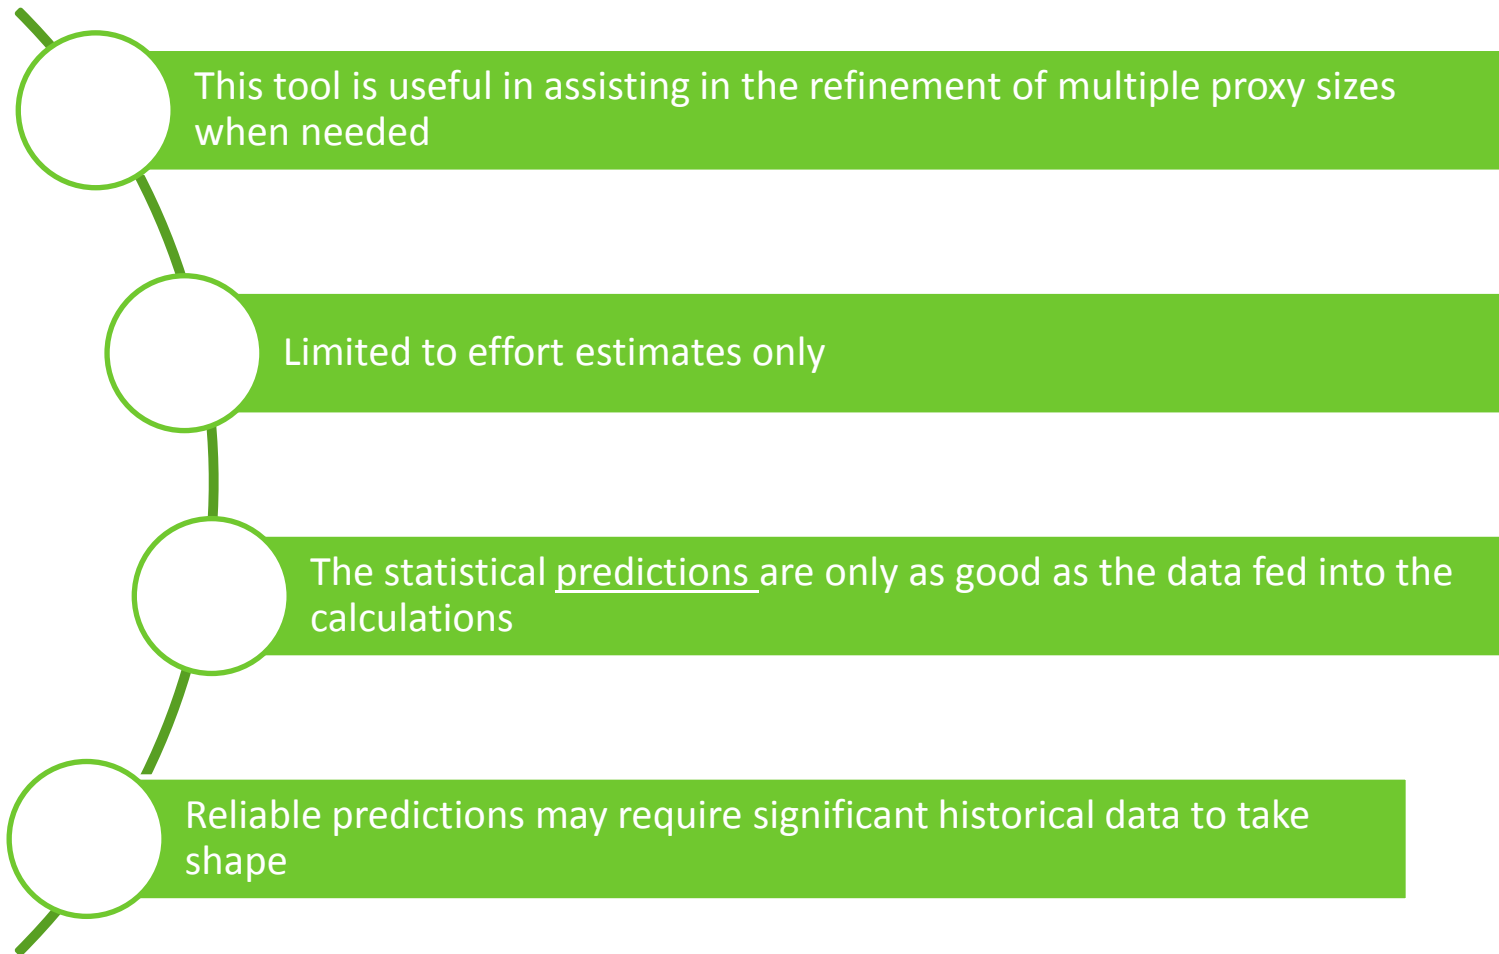 This tool is useful in assisting in the refinement of multiple proxy sizes
when needed
Limited to effort estimates only
The statistical predictions are only as good as the data fed into the
calculations
Reliable predictions may require significant historical data to take
shape